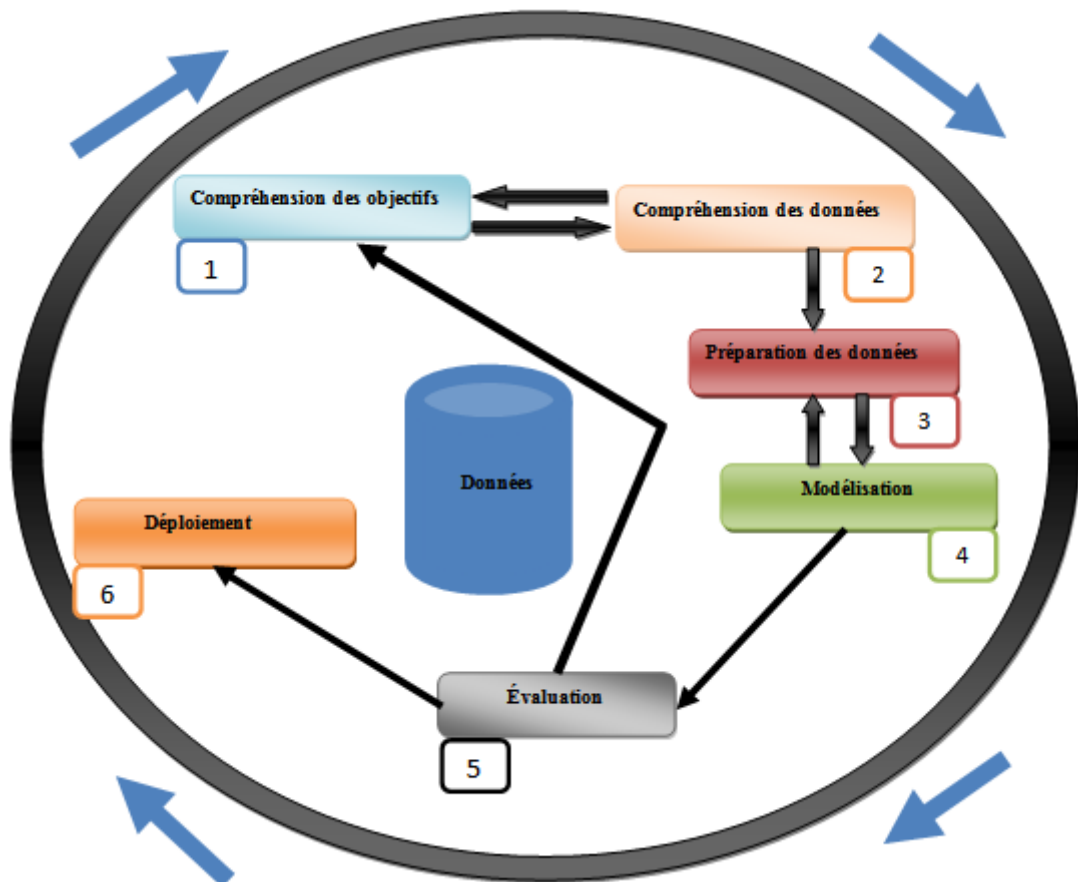 Compréhension des objectifs
1
Compréhension des données
2
Préparation des données
3
Modélisation
4
Données
Déploiement
6
Évaluation
5